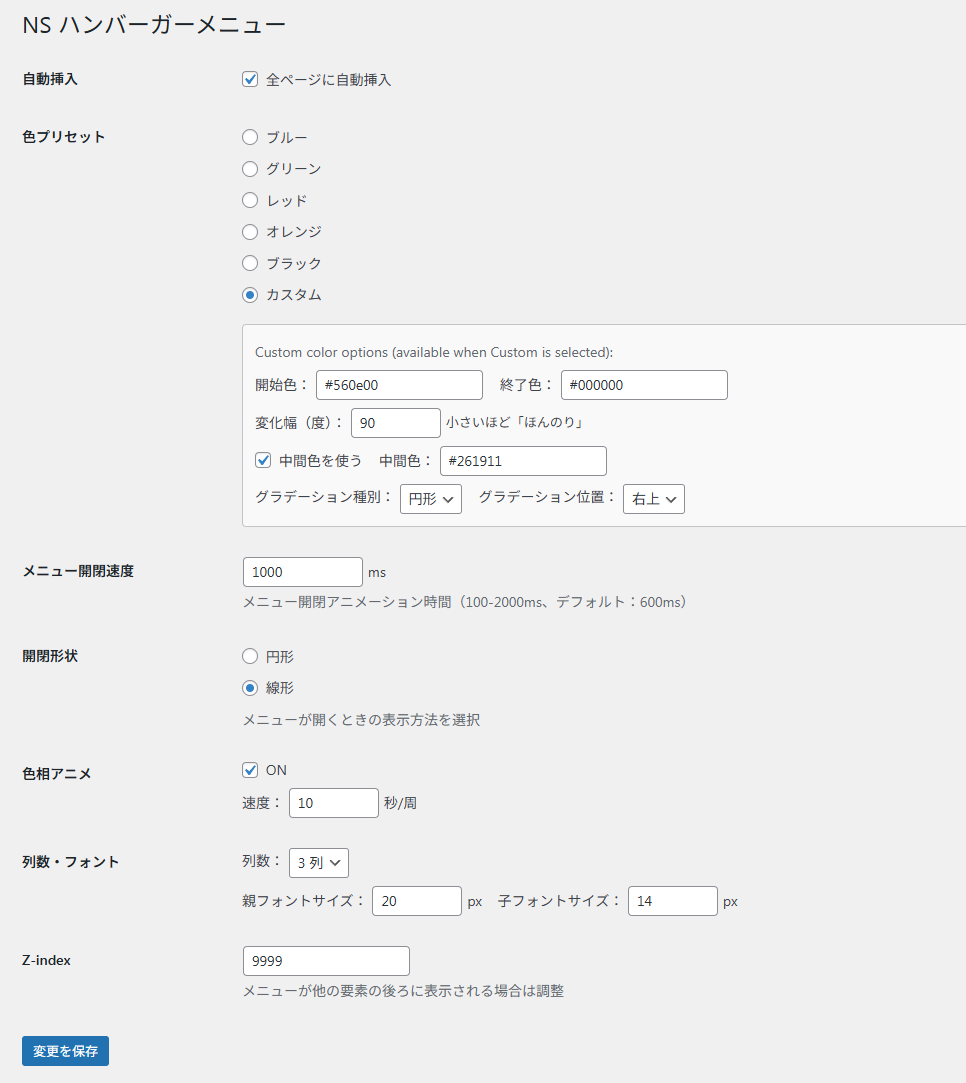 NS ハンバーガーメニュー
自動挿入 全ページに自動挿入
色プリセット ブルー
グリーン
レッド
オレンジ
ブラック
カスタム
Custom color options (available when Custom is selected):
開始色： #560e00 終了色： #000000
変化幅（度）： 90 小さいほど「ほんのり」
中間色を使う 中間色： #261911
グラデーション種別： 円形 グラデーション位置： 右上
メニュー開閉速度 1000 ms
メニュー開閉アニメーション時間（100-2000ms、デフォルト：600ms）
開閉形状 円形
線形
メニューが開くときの表示方法を選択
色相アニメ ON
速度： 10 秒/周
列数・フォント 列数： 3 列
親フォントサイズ： 20 px 子フォントサイズ： 14 px
Z-index 9999
メニューが他の要素の後ろに表示される場合は調整
変更を保存